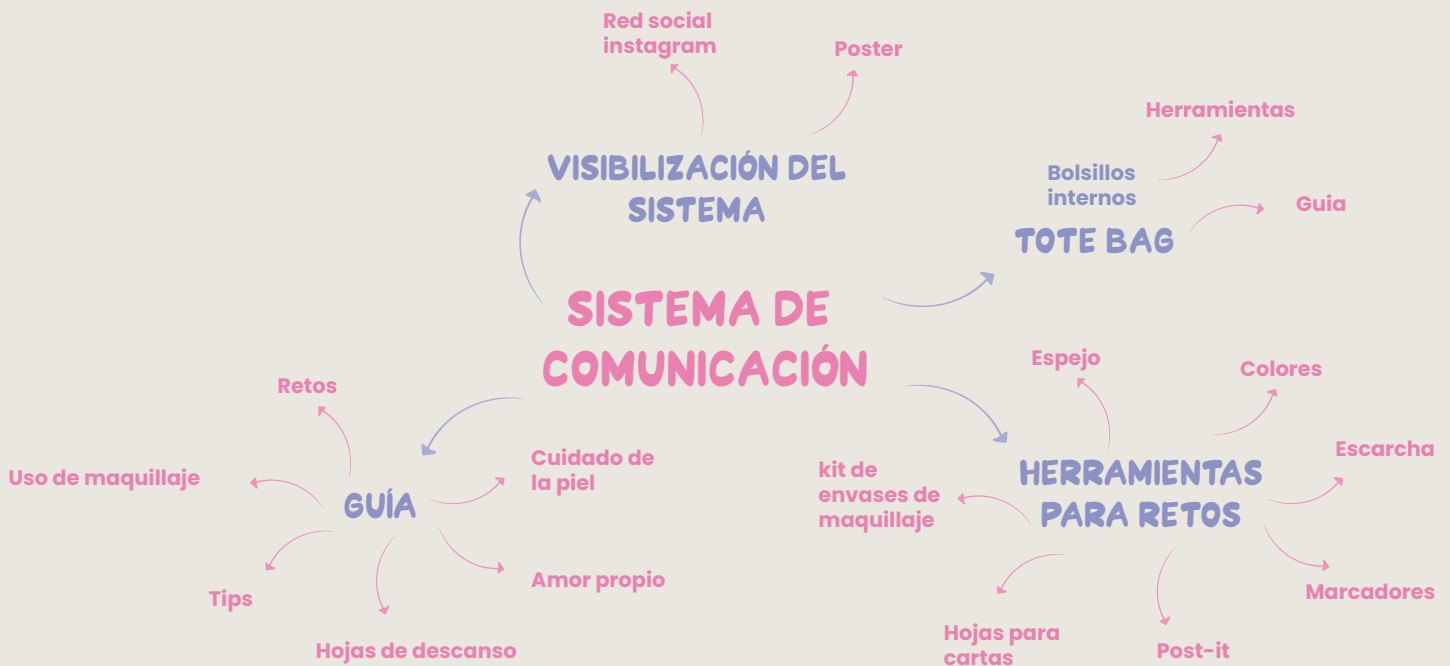 Red social
instagram
Poster
VISIBILIZACIÓN DEL
SISTEMA
Herramientas
Bolsillos
internos
Guia
TOTE BAG
SISTEMA DE
COMUNICACIÓN
Retos
Uso de maquillaje
GUÍA
Cuidado de
la piel
Tips
Amor propio
Hojas de descanso
Espejo
Colores
Escarcha
HERRAMIENTAS
PARA RETOS
kit de
envases de
maquillaje
Marcadores
Hojas para
cartas
Post-it